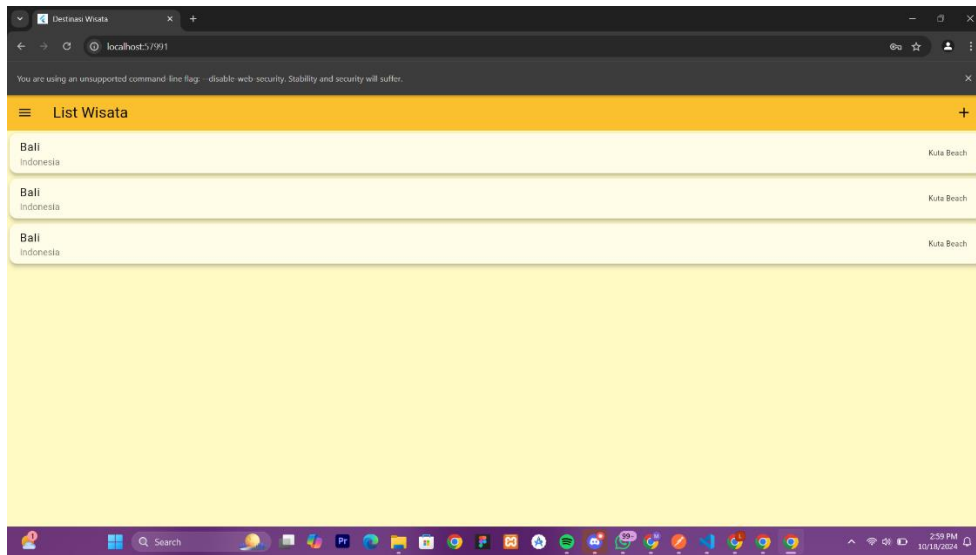 Destinasi Wisata
localhost:57991
You are using an unsupported command-line flag: --disable-web-security. Stability and security will suffer.
List Wisata
Bali
Indonesia
Kuta Beach
Bali
Indonesia
Kuta Beach
Bali
Indonesia
Kuta Beach
Search
Pr
99+
2:59 PM
10/18/2024